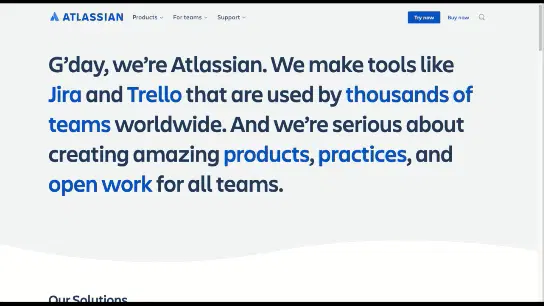 ATLASSIAN Products For teams Support Try now Buy now
G'day, we're Atlassian. We make tools like
Jira and Trello that are used by thousands of
teams worldwide. And we're serious about
creating amazing products, practices, and
open work for all teams.
Our Solutions